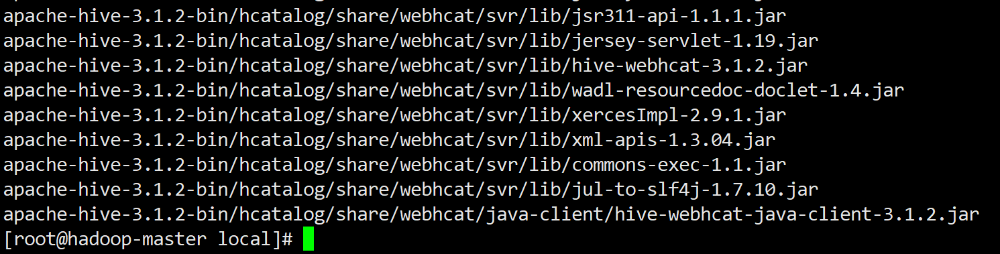 apache-hive-3.1.2-bin/hcatalog/share/webhcat/svr/lib/jsr311-api-1.1.1.jar
apache-hive-3.1.2-bin/hcatalog/share/webhcat/svr/lib/jersey-servlet-1.19.jar
apache-hive-3.1.2-bin/hcatalog/share/webhcat/svr/lib/hive-webhcat-3.1.2.jar
apache-hive-3.1.2-bin/hcatalog/share/webhcat/svr/lib/wadl-resourcedoc-doclet-1.4.jar
apache-hive-3.1.2-bin/hcatalog/share/webhcat/svr/lib/xercesImpl-2.9.1.jar
apache-hive-3.1.2-bin/hcatalog/share/webhcat/svr/lib/xml-apis-1.3.04.jar
apache-hive-3.1.2-bin/hcatalog/share/webhcat/svr/lib/commons-exec-1.1.jar
apache-hive-3.1.2-bin/hcatalog/share/webhcat/svr/lib/jul-to-slf4j-1.7.10.jar
apache-hive-3.1.2-bin/hcatalog/share/webhcat/java-client/hive-webhcat-java-client-3.1.2.jar
[root@hadoop-master local]#